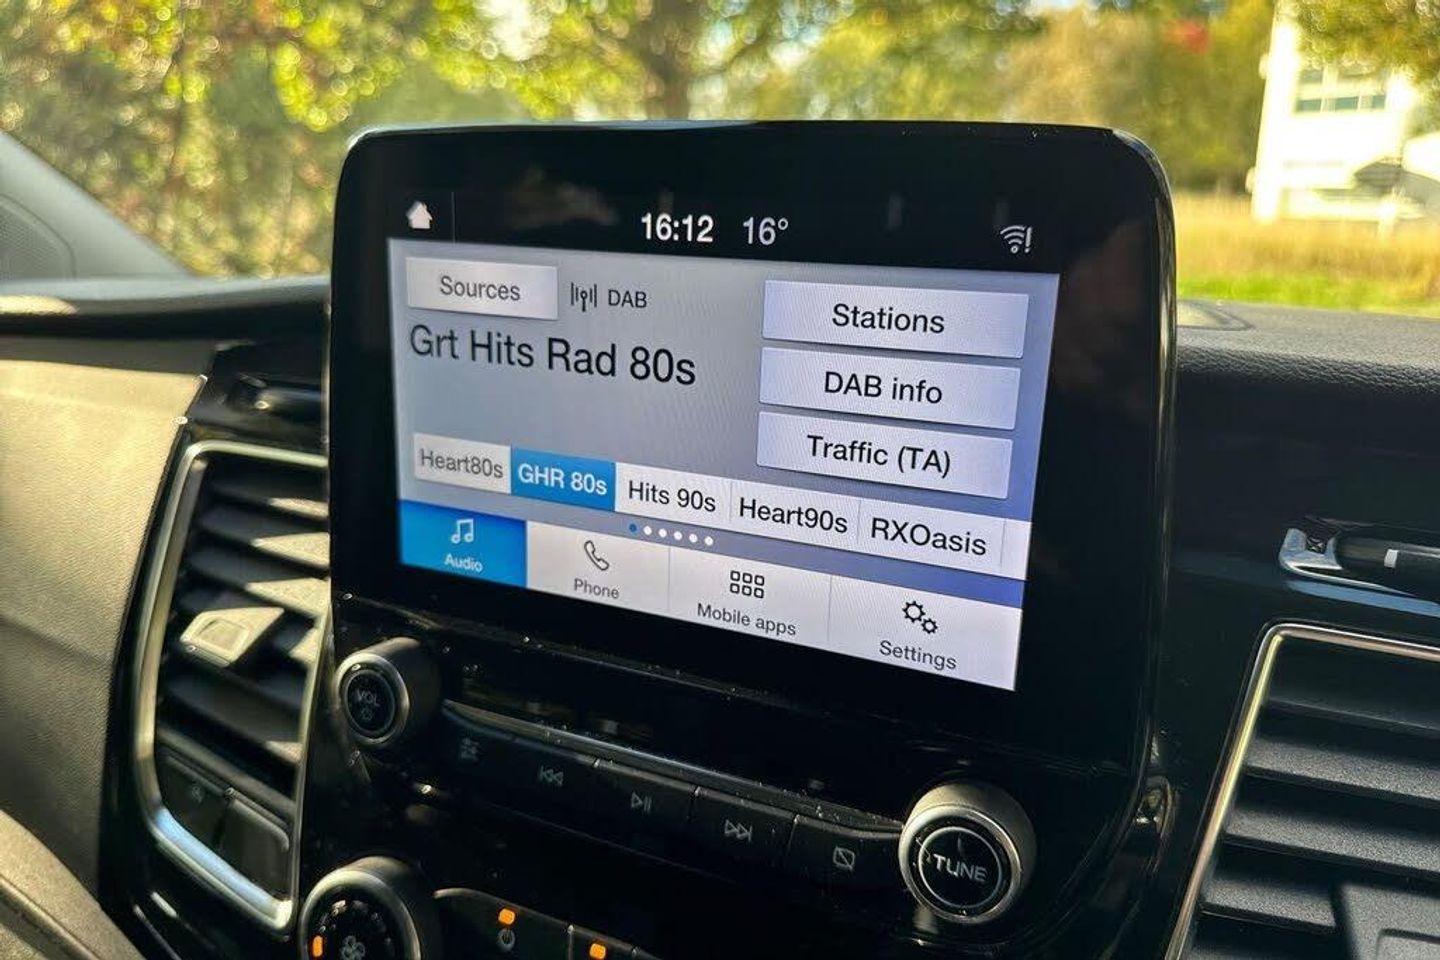 16:12 16°
Sources DAB
Grt Hits Rad 80s
Stations
DAB info
Traffic (TA)
Heart80s GHR 80s Hits 90s Heart90s RXOasis
Audio Phone Mobile apps Settings
VOL
TUNE